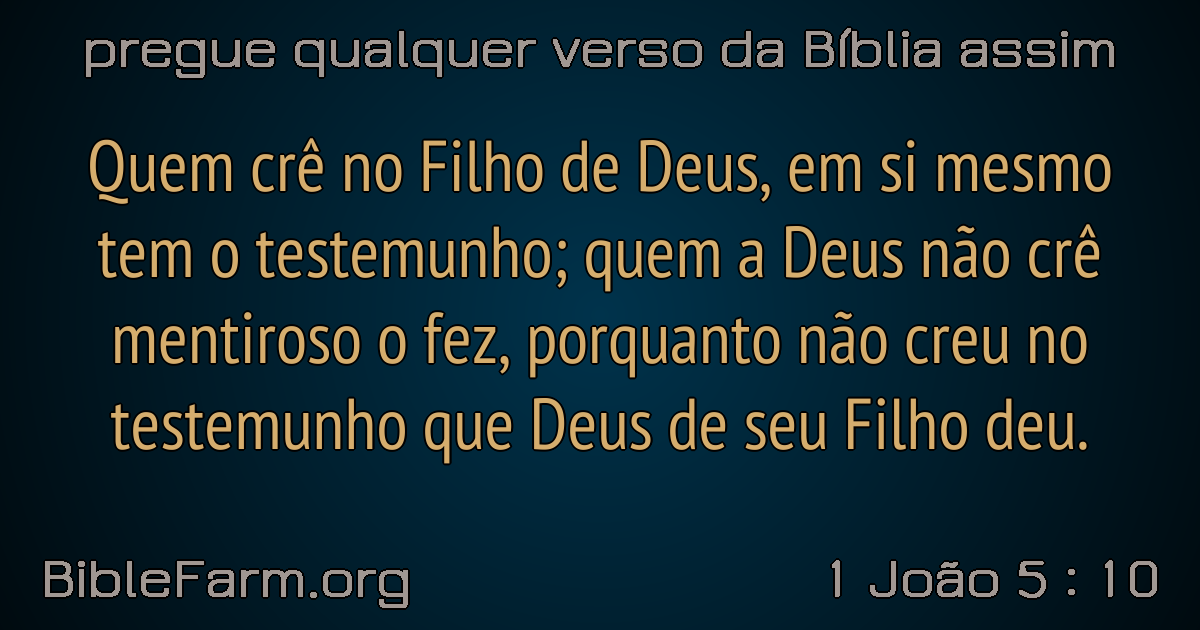 pregue qualquer verso da Bíblia assim
Quem crê no Filho de Deus, em si mesmo
tem o testemunho; quem a Deus não crê
mentiroso o fez, porquanto não creu no
testemunho que Deus de seu Filho deu.
BibleFarm.org
1 João 5 : 10